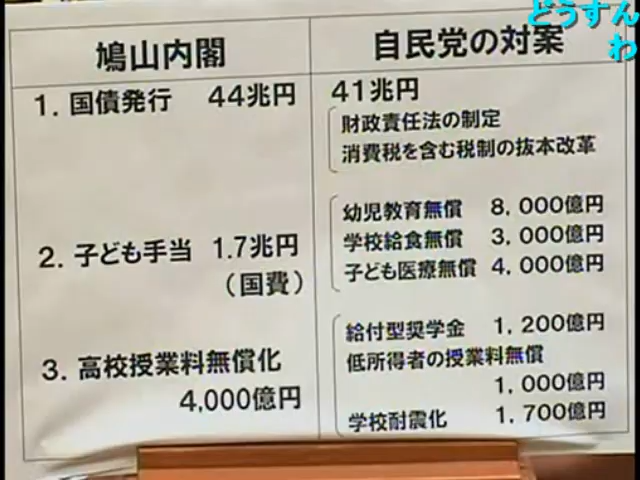 どうすん
わ
鳩山内閣
自民党の対案
1. 国債発行 44兆円
41兆円
財政責任法の制定
消費税を含む税制の抜本改革
2. 子ども手当 1.7兆円
（国費）
幼児教育無償 8,000億円
学校給食無償 3,000億円
子ども医療無償 4,000億円
3. 高校授業料無償化
4,000億円
給付型奨学金 1,200億円
低所得者の授業料無償
1,000億円
学校耐震化 1,700億円